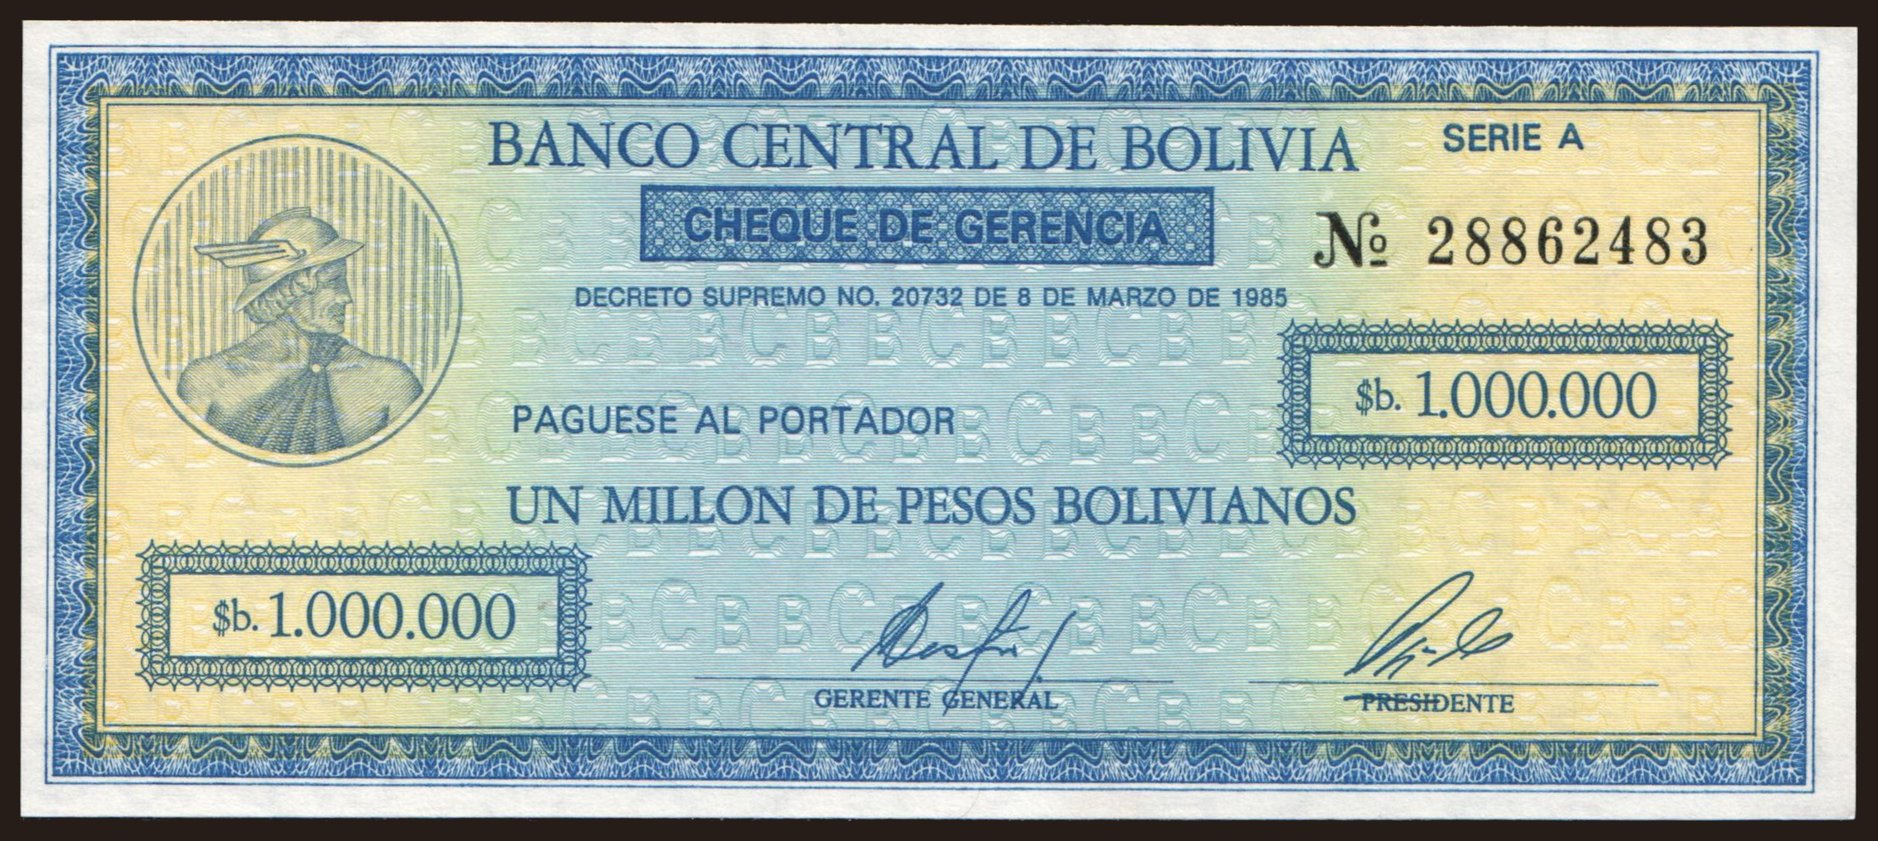 BANCO CENTRAL DE BOLIVIA
SERIE A
CHEQUE DE GERENCIA
Nº 28862483
DECRETO SUPREMO NO. 20732 DE 8 DE MARZO DE 1985
$b. 1.000.000
PAGUESE AL PORTADOR
UN MILLON DE PESOS BOLIVIANOS
$b. 1.000.000
GERENTE GENERAL
PRESIDENTE